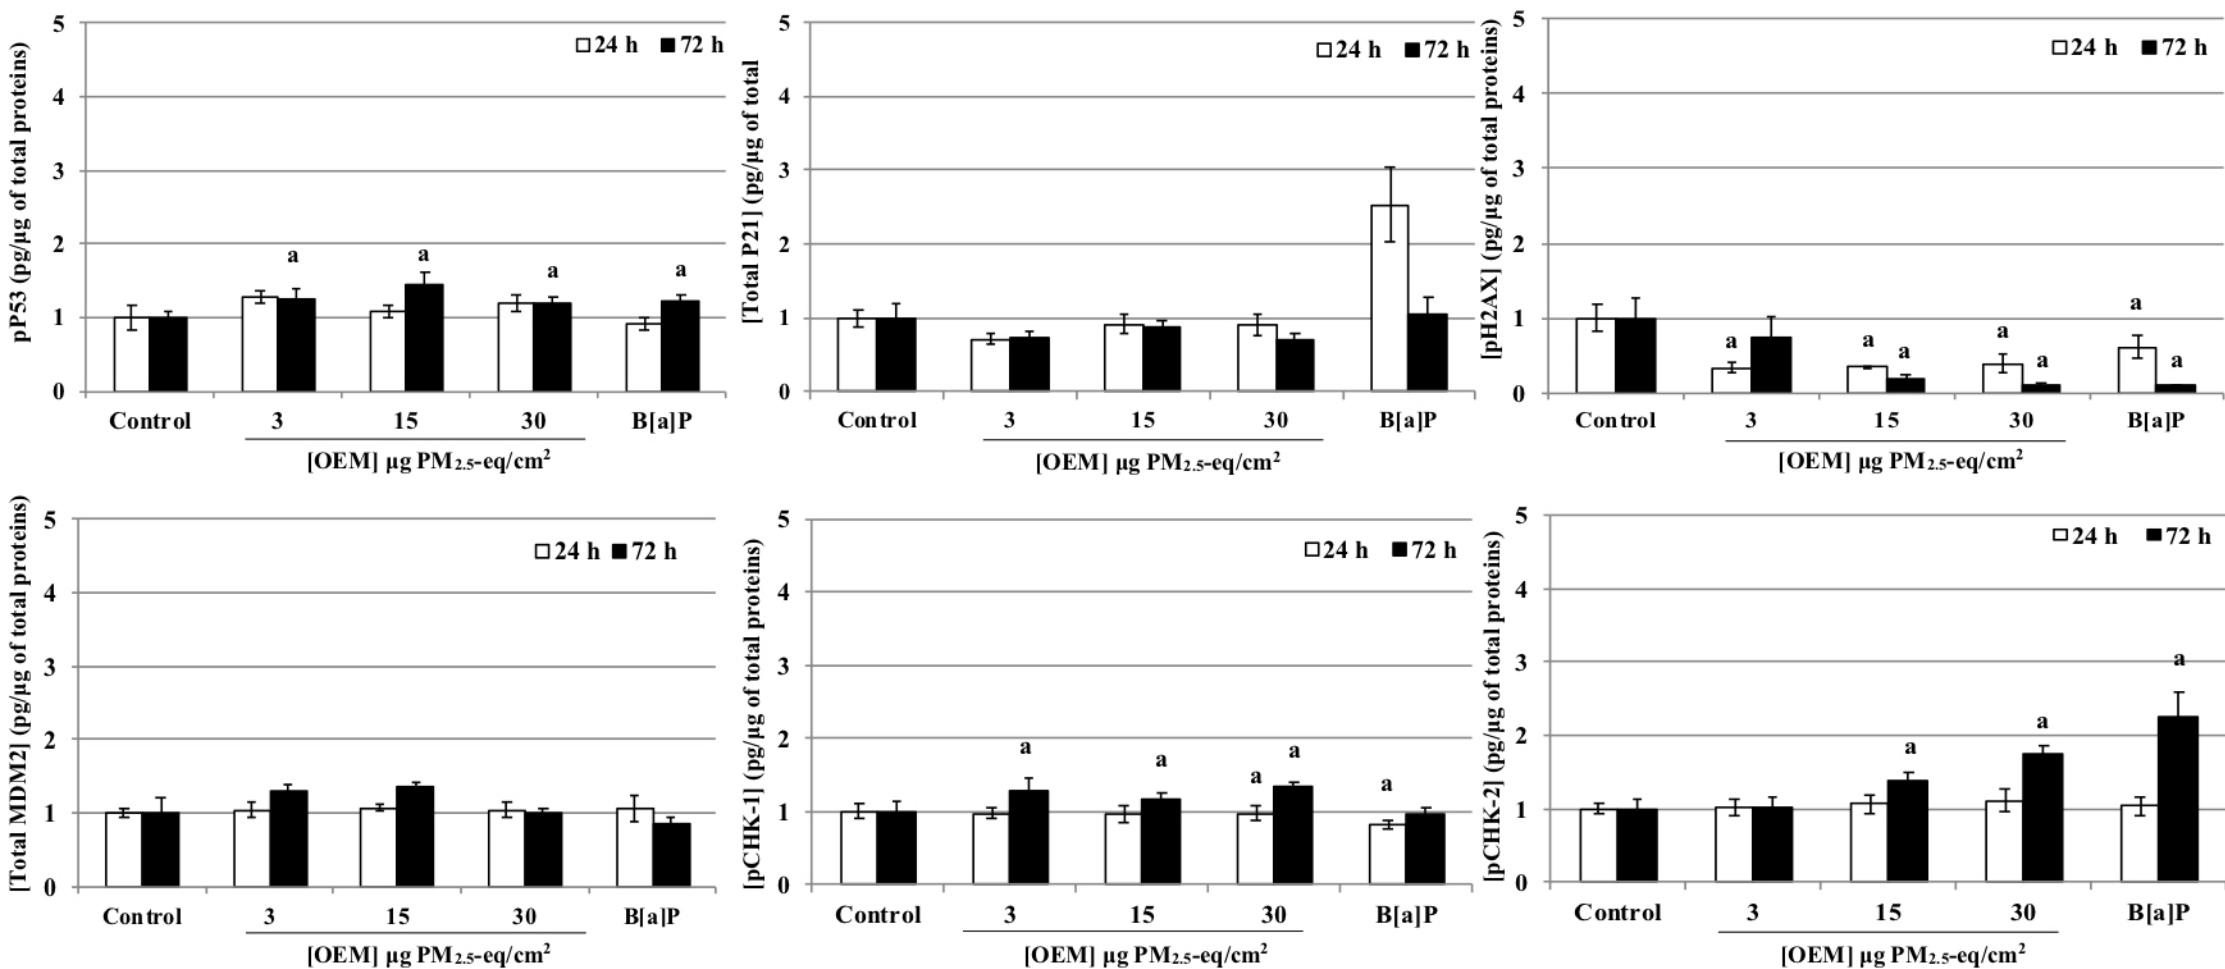 pP53 (pg/µg of total proteins)
5
4
3
2
1
0
24 h 72 h
a a a a
Control 3 15 30 B[a]P
[OEM] µg PM2.5-eq/cm²
[Total P21] (pg/µg of total
5
4
3
2
1
0
24 h 72 h
Control 3 15 30 B[a]P
[OEM] µg PM2.5-eq/cm²
[pH2AX] (pg/µg of total proteins)
5
4
3
2
1
0
24 h 72 h
a a a a a a a
Control 3 15 30 B[a]P
[OEM] µg PM2.5-eq/cm²
[Total MDM2] (pg/µg of total proteins)
5
4
3
2
1
0
24 h 72 h
Control 3 15 30 B[a]P
[OEM] µg PM2.5-eq/cm²
[pCHK-1] (pg/µg of total proteins)
5
4
3
2
1
0
24 h 72 h
a a a a a
Control 3 15 30 B[a]P
[OEM] µg PM2.5-eq/cm²
[pCHK-2] (pg/µg of total proteins)
5
4
3
2
1
0
24 h 72 h
a a a
Control 3 15 30 B[a]P
[OEM] µg PM2.5-eq/cm²